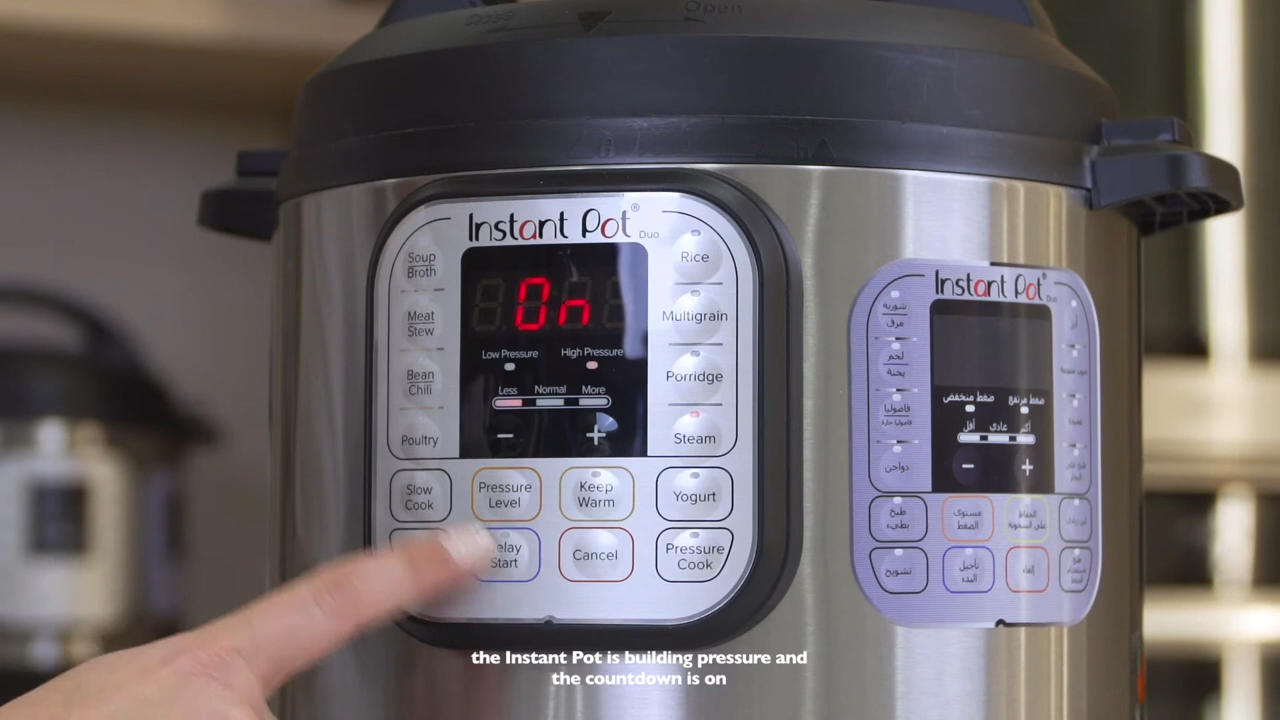 Close
Open
Instant Pot®
Duo
Soup
Broth
Meat
Stew
Bean
Chili
Poultry
On
Low Pressure
High Pressure
Less
Normal
More
−
+
Rice
Multigrain
Porridge
Steam
Slow
Cook
Pressure
Level
Keep
Warm
Yogurt
Start
Cancel
Pressure
Cook
Instant Pot®
Duo
شوربة
مرق
لحم
يخنة
فاصوليا
دواجن
ضغط منخفض
ضغط مرتفع
أقل
عادي
أكثر
−
+
أرز
طبخ
بطيء
مستوى
الضغط
الحفاظ
على السخونة
تشويح
تأجيل
البدء
إلغاء
the Instant Pot is building pressure and
the countdown is on